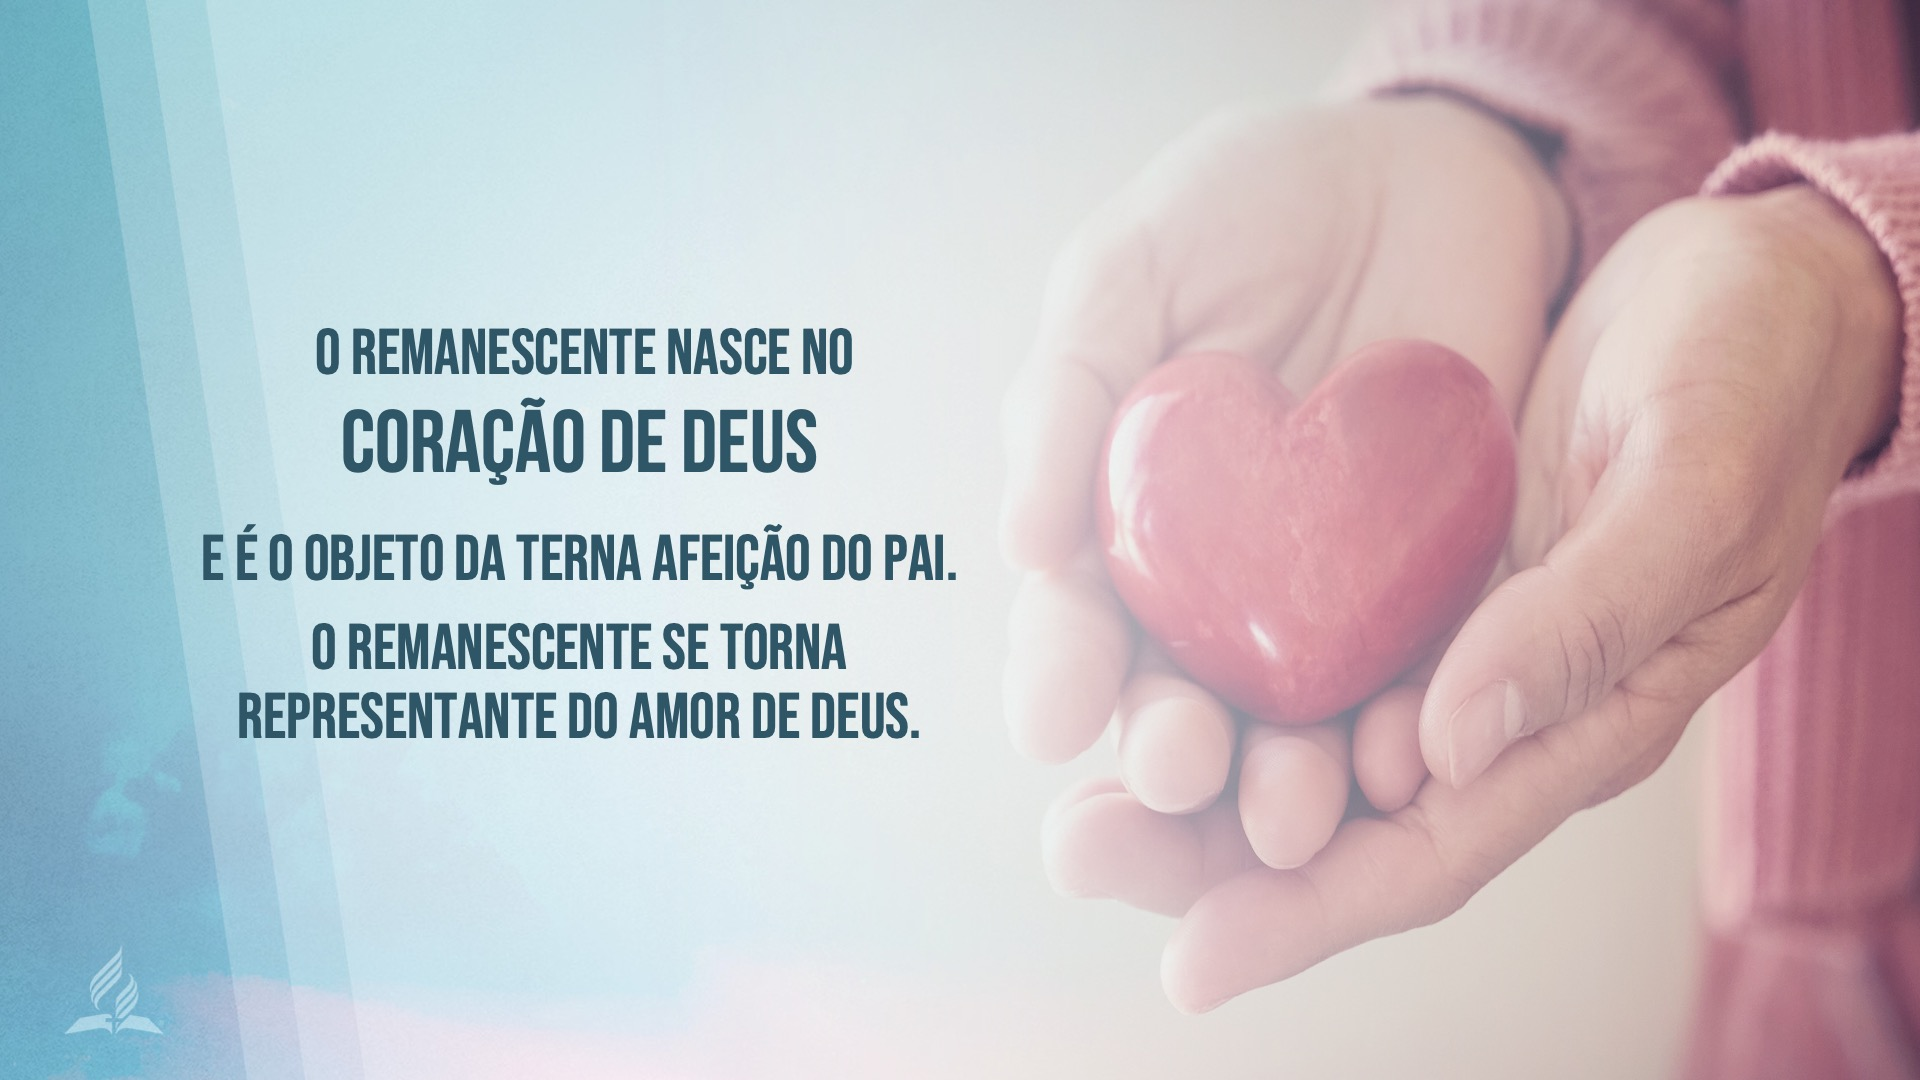 O REMANESCENTE NASCE NO
CORAÇÃO DE DEUS
E É O OBJETO DA TERNA AFEIÇÃO DO PAI.
O REMANESCENTE SE TORNA
REPRESENTANTE DO AMOR DE DEUS.